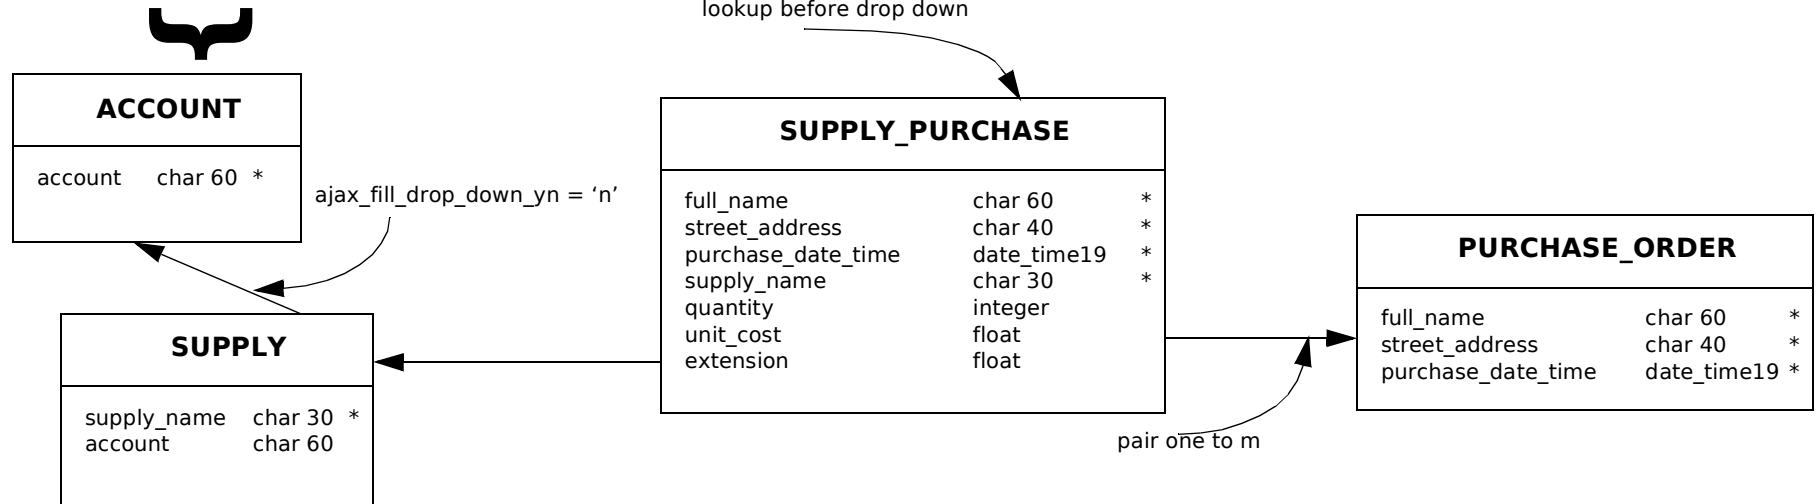 lookup before drop down
ACCOUNT
account char 60 *
ajax_fill_drop_down_yn = ‘n’
SUPPLY
supply_name char 30 *
account char 60
SUPPLY_PURCHASE
full_name char 60 *
street_address char 40 *
purchase_date_time date_time19 *
supply_name char 30 *
quantity integer
unit_cost float
extension float
pair one to m
PURCHASE_ORDER
full_name char 60 *
street_address char 40 *
purchase_date_time date_time19 *